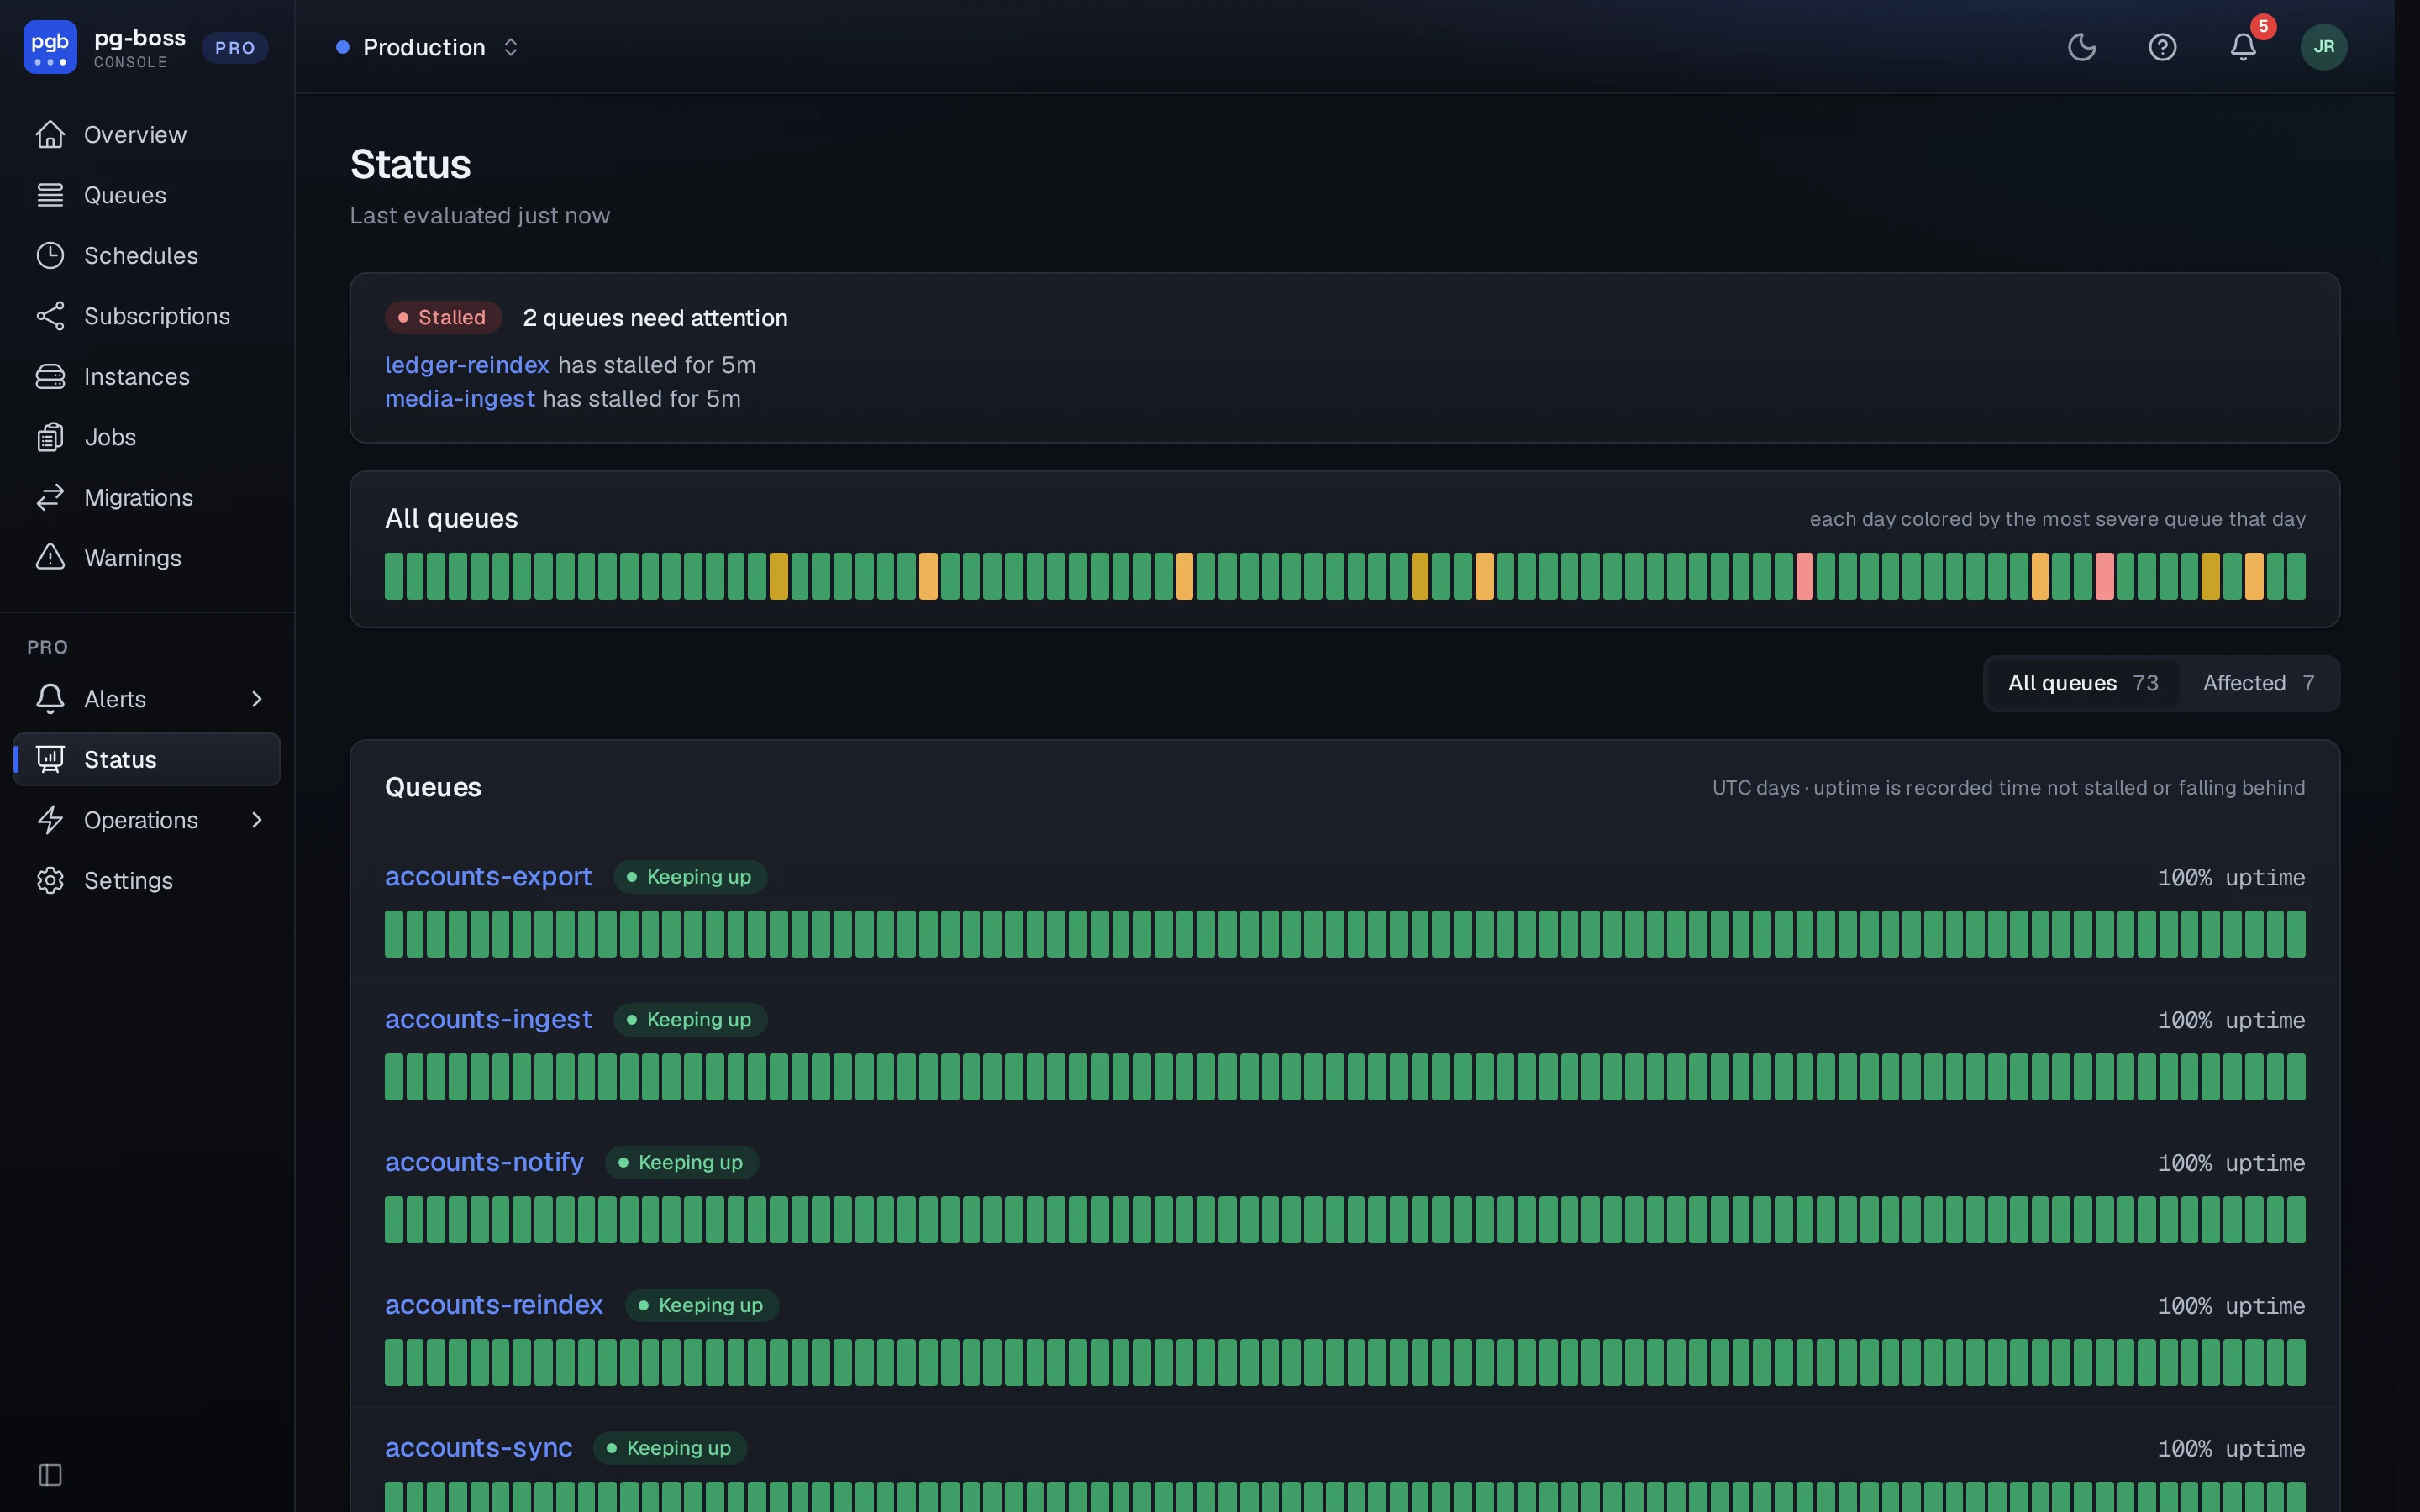 pgb
pg-boss
CONSOLE
PRO
Production
5
JR
Overview
Queues
Schedules
Subscriptions
Instances
Jobs
Migrations
Warnings
PRO
Alerts
Status
Operations
Settings
Status
Last evaluated just now
Stalled 2 queues need attention
ledger-reindex has stalled for 5m
media-ingest has stalled for 5m
All queues each day colored by the most severe queue that day
All queues 73 Affected 7
Queues UTC days · uptime is recorded time not stalled or falling behind
accounts-export Keeping up 100% uptime
accounts-ingest Keeping up 100% uptime
accounts-notify Keeping up 100% uptime
accounts-reindex Keeping up 100% uptime
accounts-sync Keeping up 100% uptime